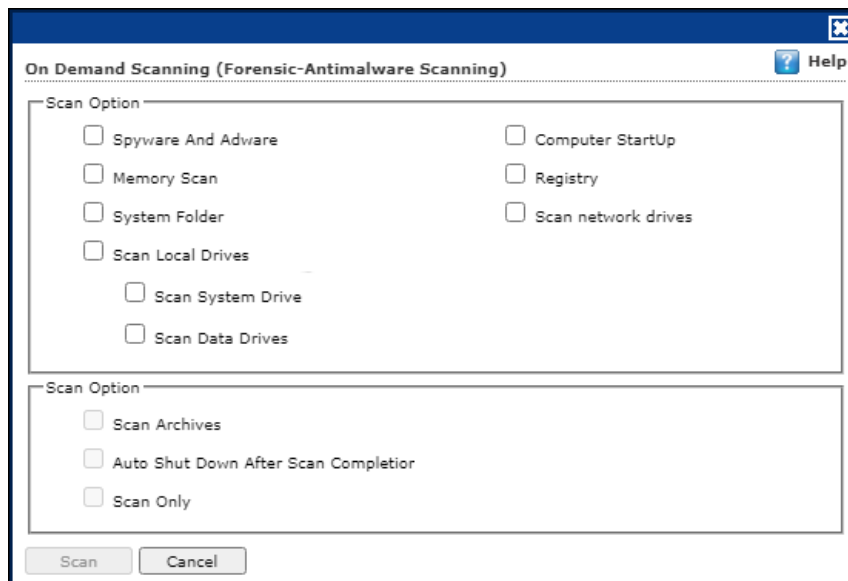 On Demand Scanning (Forensic-Antimalware Scanning)
? Help
Scan Option
Spyware And Adware
Computer StartUp
Memory Scan
Registry
System Folder
Scan network drives
Scan Local Drives
Scan System Drive
Scan Data Drives
Scan Option
Scan Archives
Auto Shut Down After Scan Completior
Scan Only
Scan
Cancel